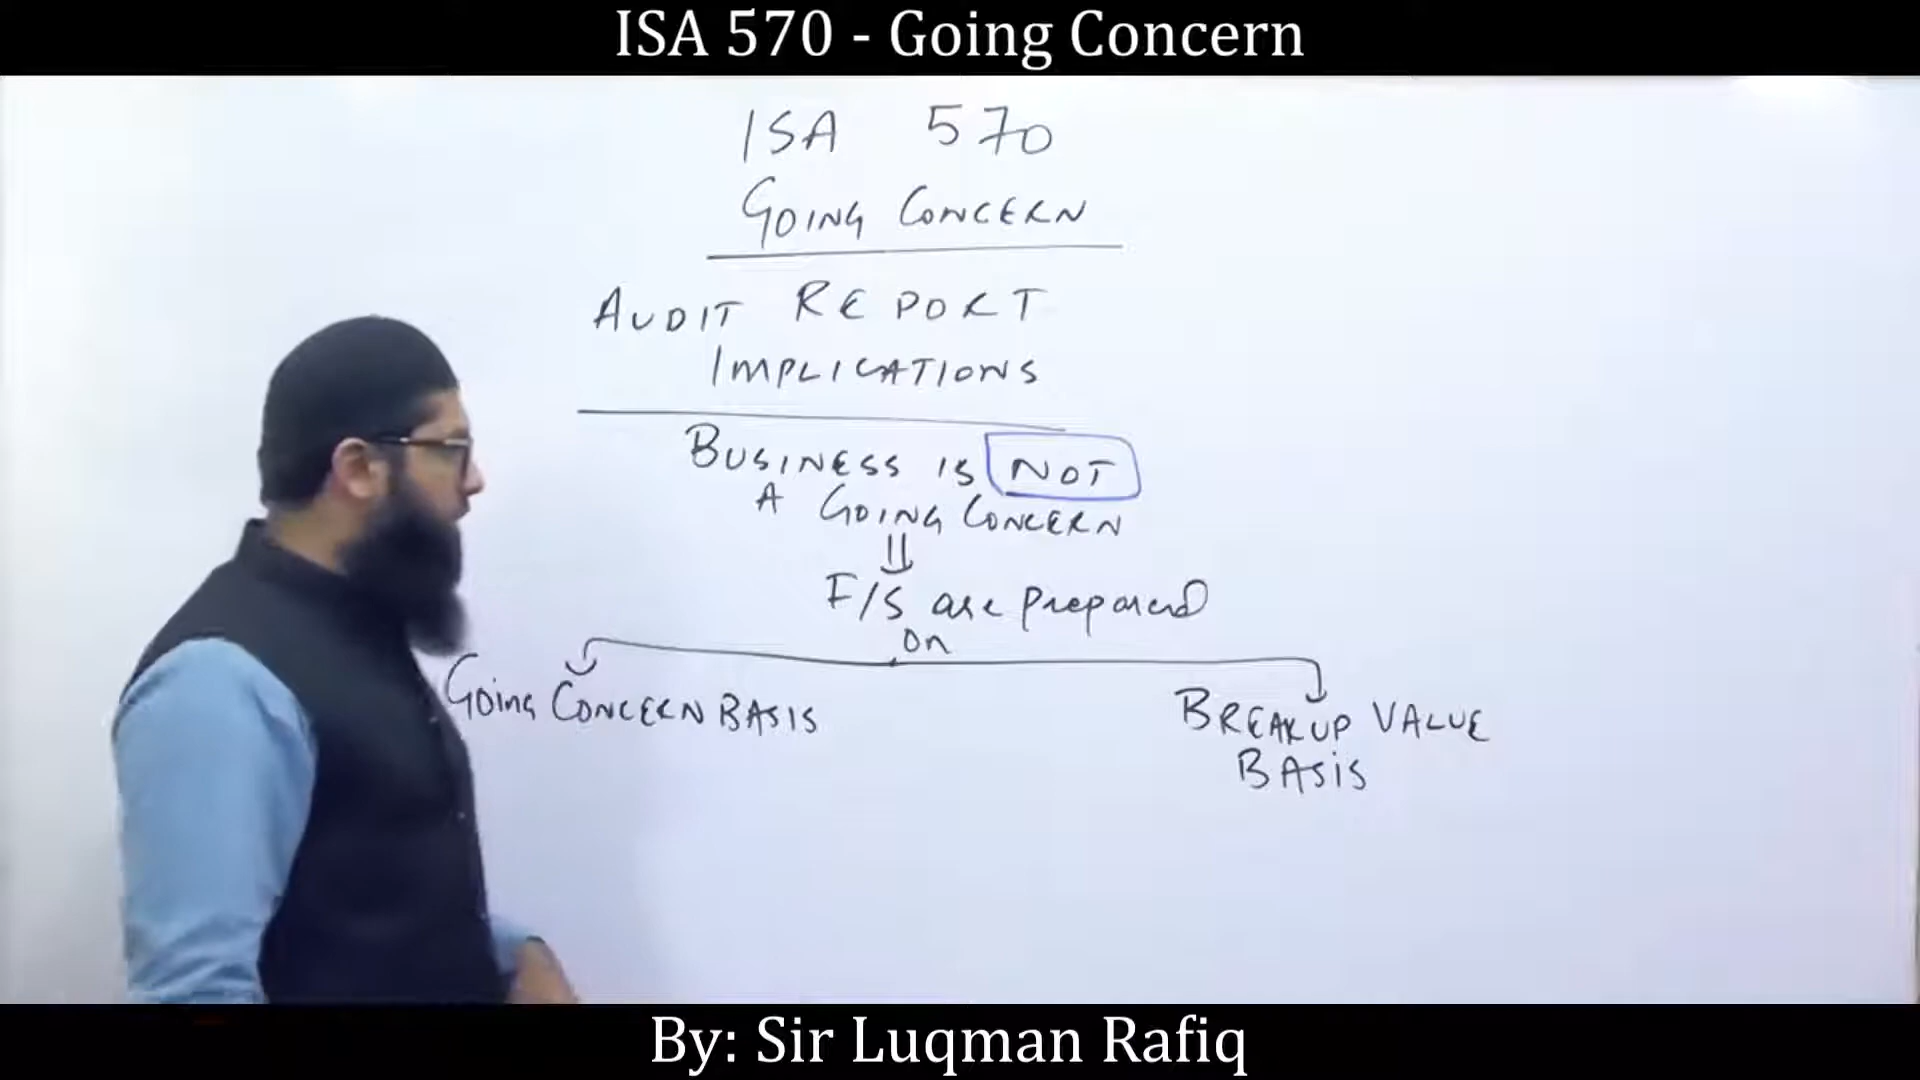 ISA 570 - Going Concern
ISA 570
GOING CONCERN
AUDIT REPORT
IMPLICATIONS
BUSINESS IS NOT
A GOING CONCERN
F/S are prepared
on
Going CONCERN BASIS
BREAKUP VALUE
BASIS
By: Sir Luqman Rafiq